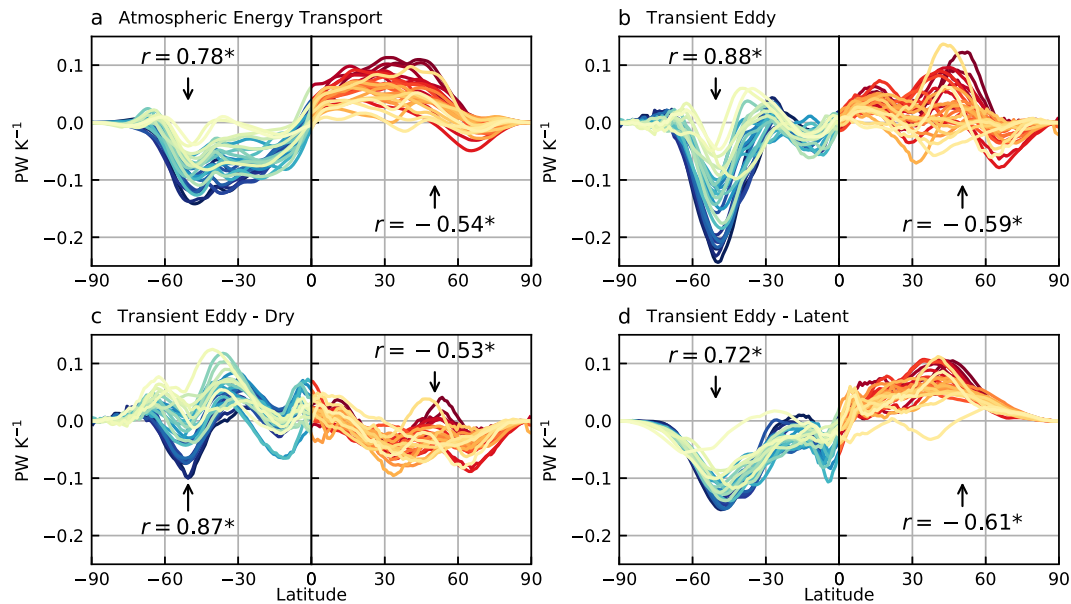 a Atmospheric Energy Transport
b Transient Eddy
PW K−1
0.1
0.0
−0.1
−0.2
r = 0.78*
r = −0.54*
−90 −60 −30 0 30 60 90
PW K−1
0.1
0.0
−0.1
−0.2
r = 0.88*
r = −0.59*
−90 −60 −30 0 30 60 90
c Transient Eddy - Dry
d Transient Eddy - Latent
PW K−1
0.1
0.0
−0.1
−0.2
r = −0.53*
r = 0.87*
−90 −60 −30 0 30 60 90
Latitude
PW K−1
0.1
0.0
−0.1
−0.2
r = 0.72*
r = −0.61*
−90 −60 −30 0 30 60 90
Latitude